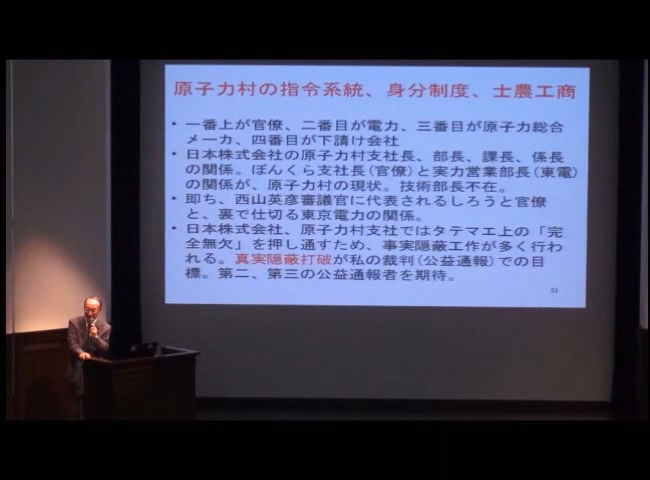 原子力村の指令系統、身分制度、士農工商
• 一番上が官僚、二番目が電力、三番目が原子力総合
メーカ、四番目が下請け会社
• 日本株式会社の原子力村支社長、部長、課長、係長
の関係。ぼんくら支社長(官僚)と実力営業部長(東電)
の関係が、原子力村の現状。技術部長不在。
• 即ち、西山英彦審議官に代表されるしろうと官僚
と、裏で仕切る東京電力の関係。
• 日本株式会社、原子力村支社ではタテマエ上の「完
全無欠」を押し通すため、事実隠蔽工作が多く行わ
れる。真実隠蔽打破が私の裁判(公益通報)での目
標。第二、第三の公益通報者を期待。
21